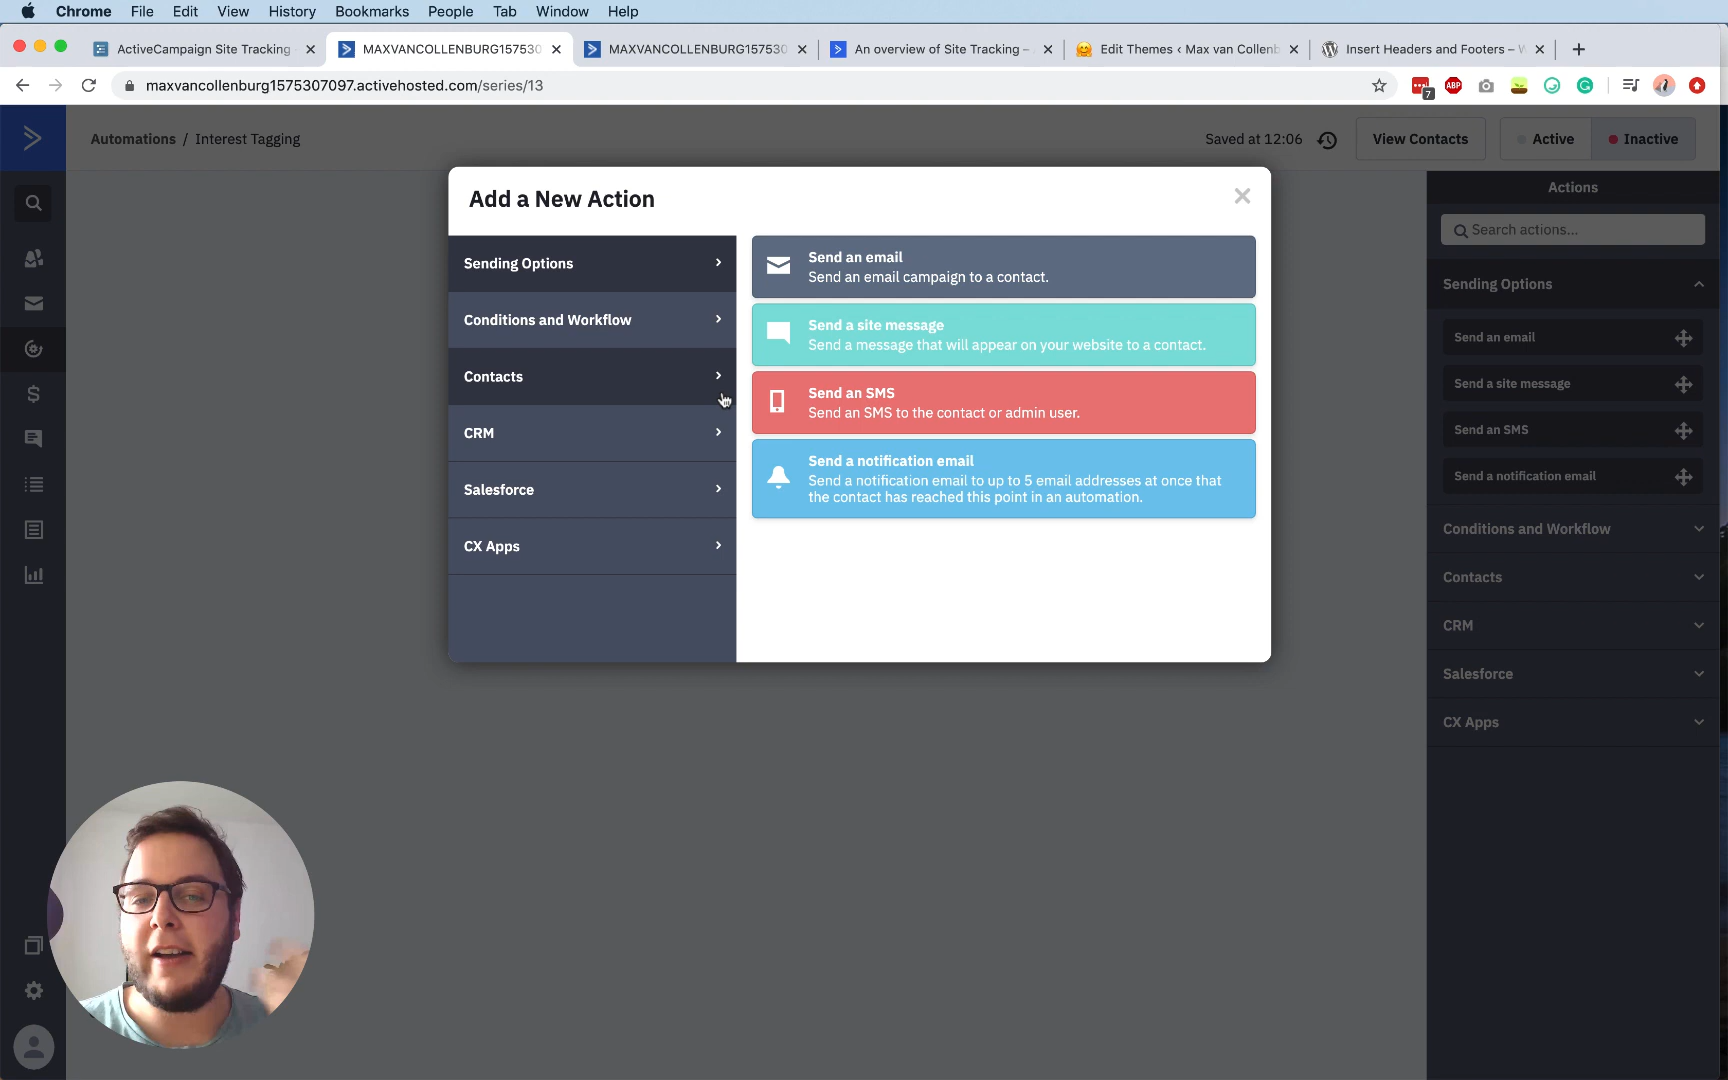 Chrome File Edit View History Bookmarks People Tab Window Help
ActiveCampaign Site Tracking
MAXVANCOLLENBURG157530
MAXVANCOLLENBURG157530
An overview of Site Tracking –
Edit Themes ‹ Max van Collenb
Insert Headers and Footers –
maxvancollenburg1575307097.activehosted.com/series/13
7
ABP
Automations / Interest Tagging
Saved at 12:06
View Contacts
Active
Inactive
Add a New Action
Sending Options
Conditions and Workflow
Contacts
CRM
Salesforce
CX Apps
Send an email
Send an email campaign to a contact.
Send a site message
Send a message that will appear on your website to a contact.
Send an SMS
Send an SMS to the contact or admin user.
Send a notification email
Send a notification email to up to 5 email addresses at once that
the contact has reached this point in an automation.
Actions
Search actions...
Sending Options
Send an email
Send a site message
Send an SMS
Send a notification email
Conditions and Workflow
Contacts
CRM
Salesforce
CX Apps